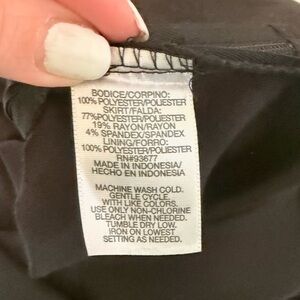 BODICE/CORPINO:
100% POLYESTER/POLIESTER
SKIRT/FALDA:
77%POLYESTER/POLIESTER
19% RAYON/RAYON
4% SPANDEX/SPANDEX
LINING/FORRO:
100% POLYESTER/POLIESTER
RN#93677
MADE IN INDONESIA/
HECHO EN INDONESIA
MACHINE WASH COLD.
GENTLE CYCLE.
WITH LIKE COLORS.
USE ONLY NON-CHLORINE
BLEACH WHEN NEEDED.
TUMBLE DRY LOW.
IRON ON LOWEST
SETTING AS NEEDED.